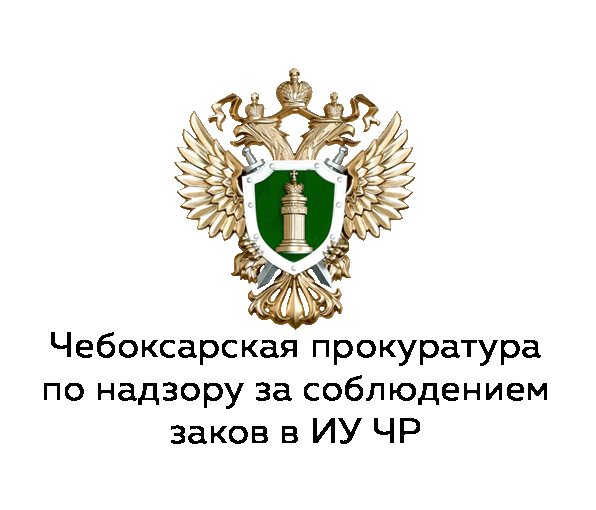 Чебоксарская прокуратура
по надзору за соблюдением
заков в ИУ ЧР